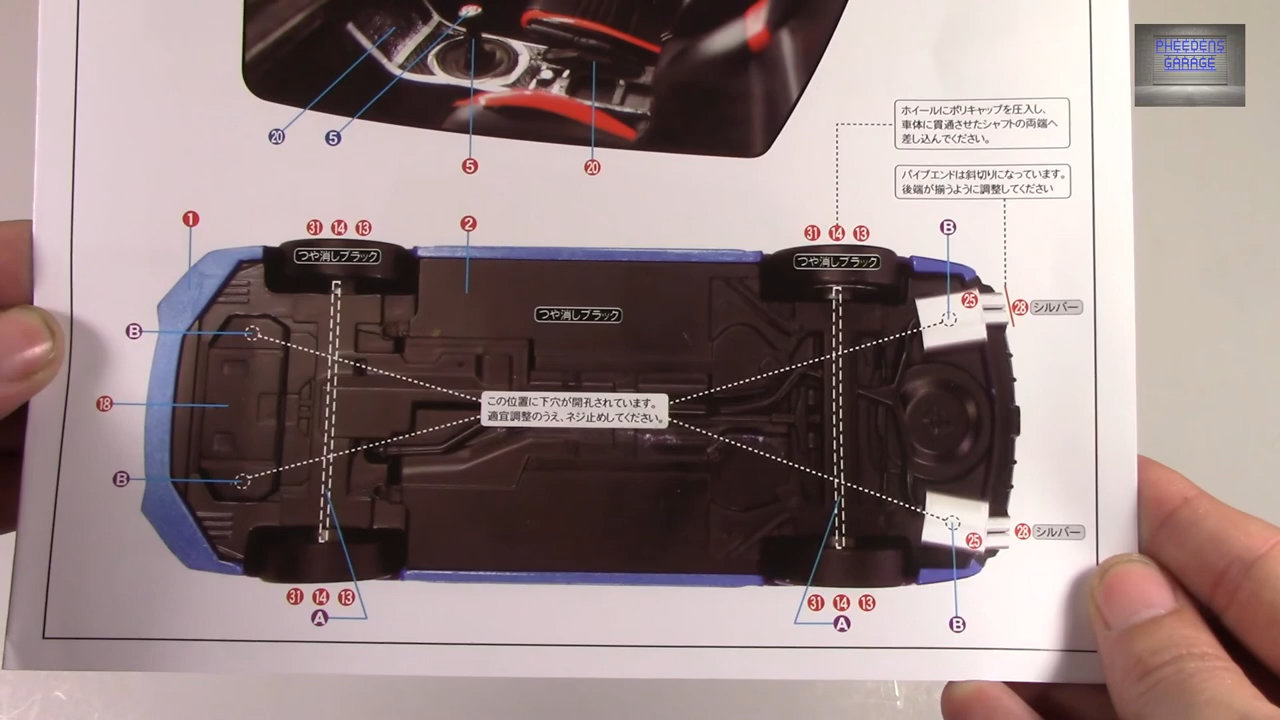 PHEEDENS
GARAGE
20
5
5
20
ホイールにポリキャップを圧入し、
車体に貫通させたシャフトの両端へ
差し込んでください。
パイプエンドは斜切りになっています。
後端が揃うように調整してください
1
31 14 13
2
31 14 13
B
つや消しブラック
つや消しブラック
25
28 シルバー
つや消しブラック
B
18
この位置に下穴が開孔されています。
適宜調整のうえ、ネジ止めしてください。
B
25
28 シルバー
31 14 13
A
31 14 13
A
B